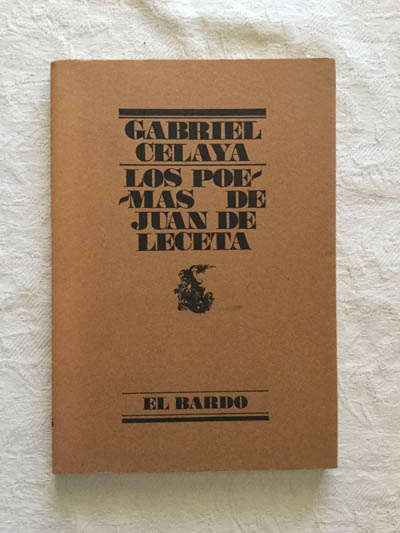 GABRIEL
CELAYA
LOS POE-
-MAS DE
JUAN DE
LECETA
EL BARDO